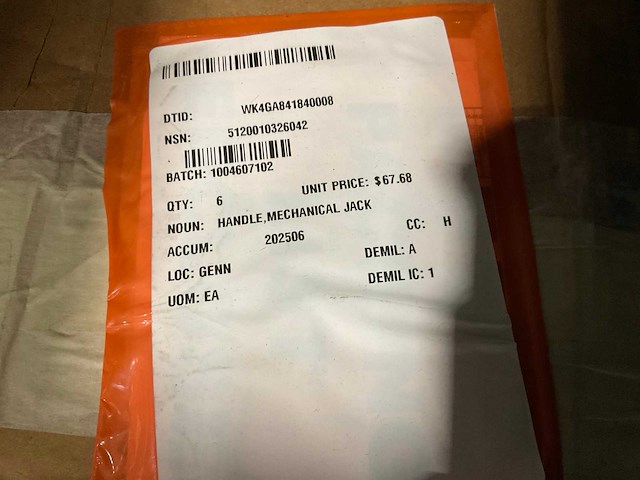 DTID: WK4GA841840008
NSN: 5120010326042
BATCH: 1004607102
QTY: 6 UNIT PRICE: $67.68
NOUN: HANDLE,MECHANICAL JACK
ACCUM: 202506 CC: H
LOC: GENN DEMIL: A
UOM: EA DEMIL IC: 1